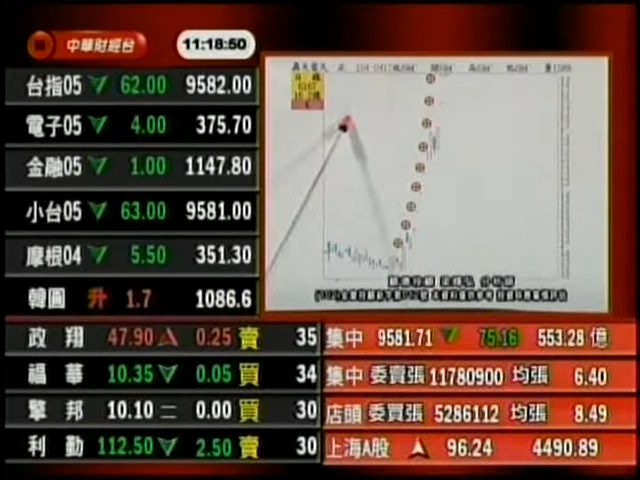 中華財經台
11:18:50
台指05 62.00 9582.00
電子05 4.00 375.70
金融05 1.00 1147.80
小台05 63.00 9581.00
摩根04 5.50 351.30
韓圓 升 1.7 1086.6
政翔 47.90 0.25 賣 35
福華 10.35 0.05 買 34
擎邦 10.10 二 0.00 買 30
利勤 112.50 2.50 賣 30
集中 9581.71 75.16 553.28 億
集中 委賣張 11780900 均張 6.40
店頭 委買張 5286112 均張 8.49
上海A股 96.24 4490.89